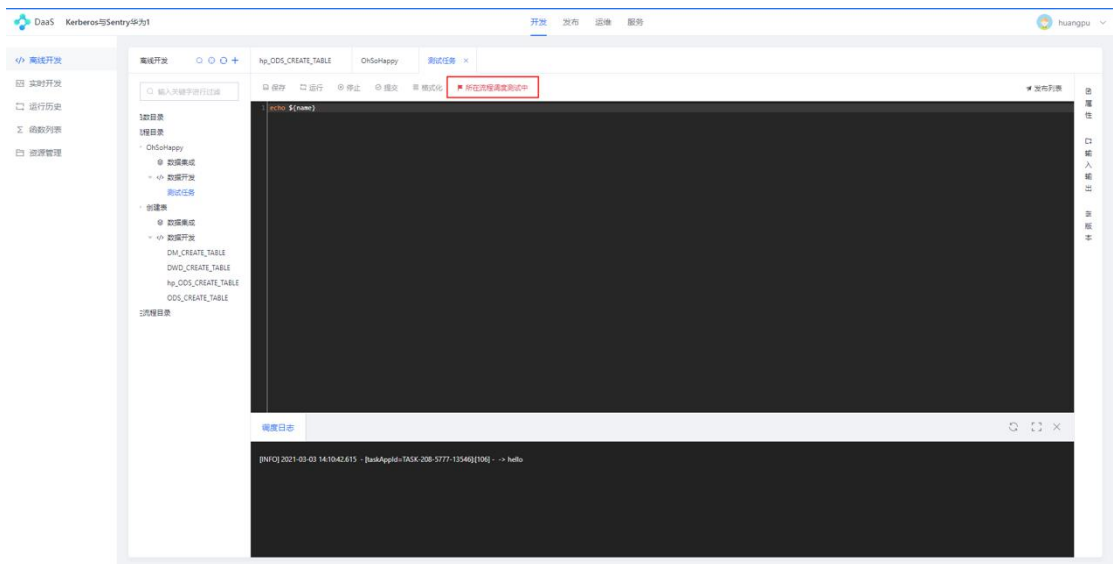 DaaS Kerberos与Sentry华为1 开发 发布 运维 服务 huangpu
离线开发
实时开发
运行历史
函数列表
资源管理
离线开发
输入关键字进行过滤
程目录
OhSoHappy
数据集成
数据开发
测试任务
创建表
数据集成
数据开发
DM_CREATE_TABLE
DWD_CREATE_TABLE
hp_ODS_CREATE_TABLE
ODS_CREATE_TABLE
流程目录
hp_ODS_CREATE_TABLE OhSoHappy 测试任务 ×
保存 运行 停止 提交 格式化 所在流程调度测试中 发布列表
1 echo ${name}
属性
输入输出
版本
调度日志
[INFO] 2021-03-03 14:10:42.615 - [taskAppId=TASK-208-5777-13546]:[106] - -> hello